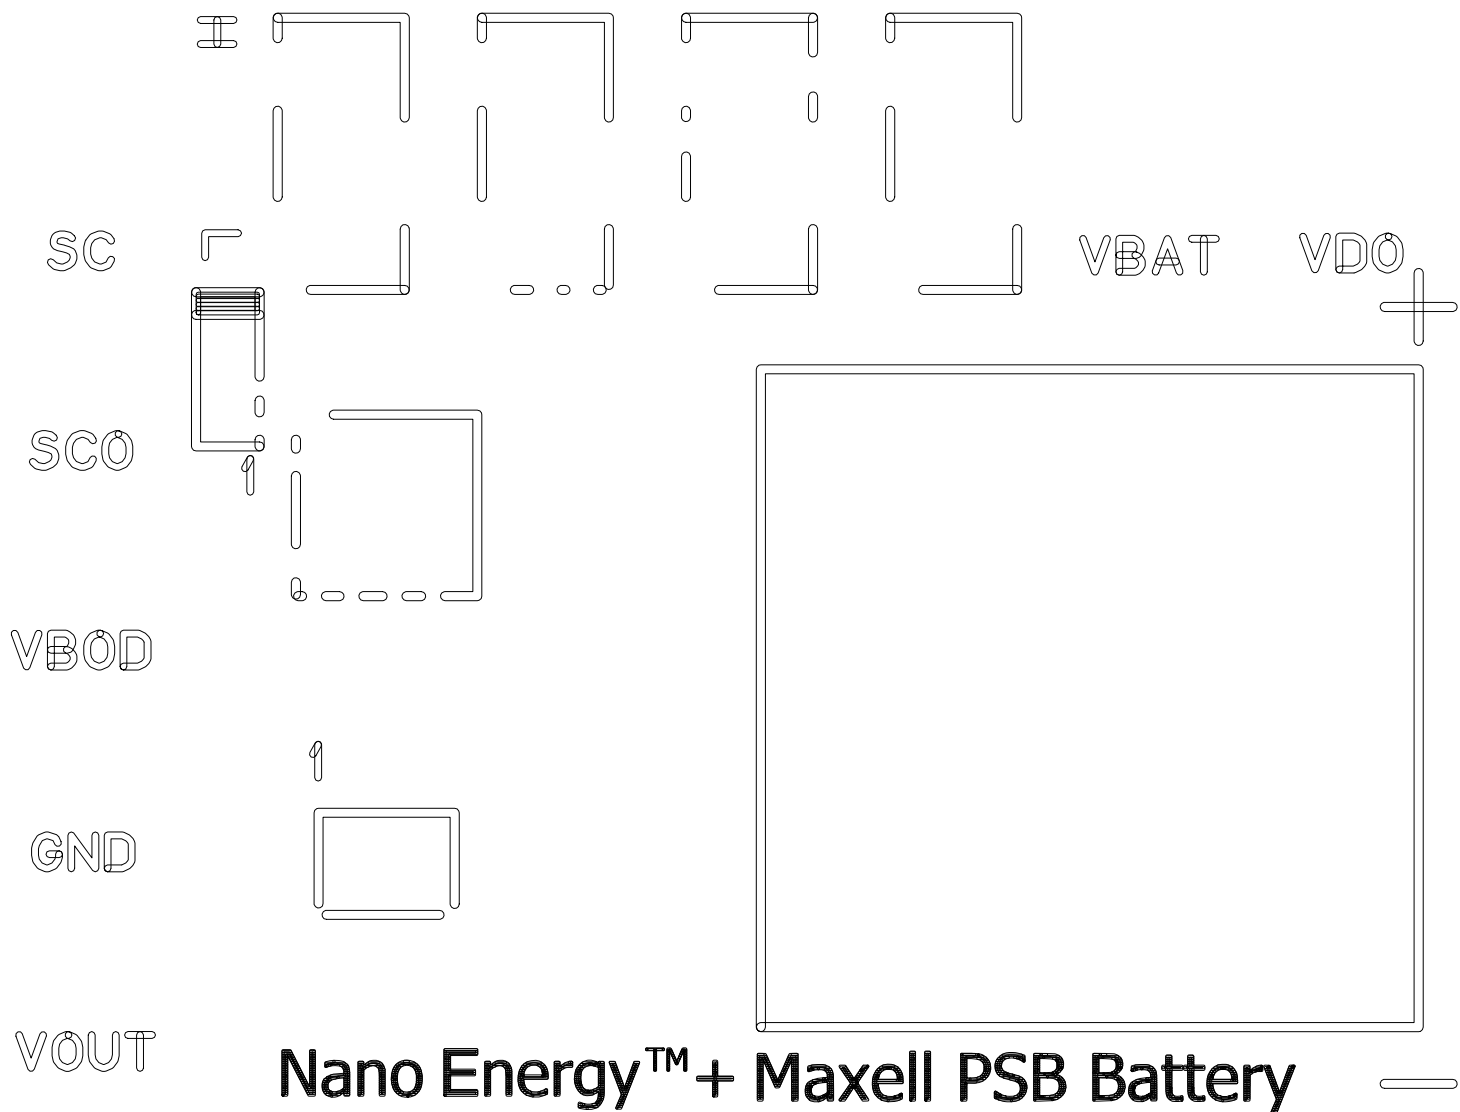 H
L
SC
VBAT
VDO
+
SCO
1
VBOD
1
GND
VOUT
Nano Energy™+ Maxell PSB Battery
—